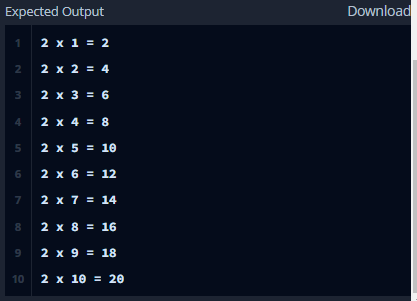 Expected Output Download
1 2 x 1 = 2
2 2 x 2 = 4
3 2 x 3 = 6
4 2 x 4 = 8
5 2 x 5 = 10
6 2 x 6 = 12
7 2 x 7 = 14
8 2 x 8 = 16
9 2 x 9 = 18
10 2 x 10 = 20